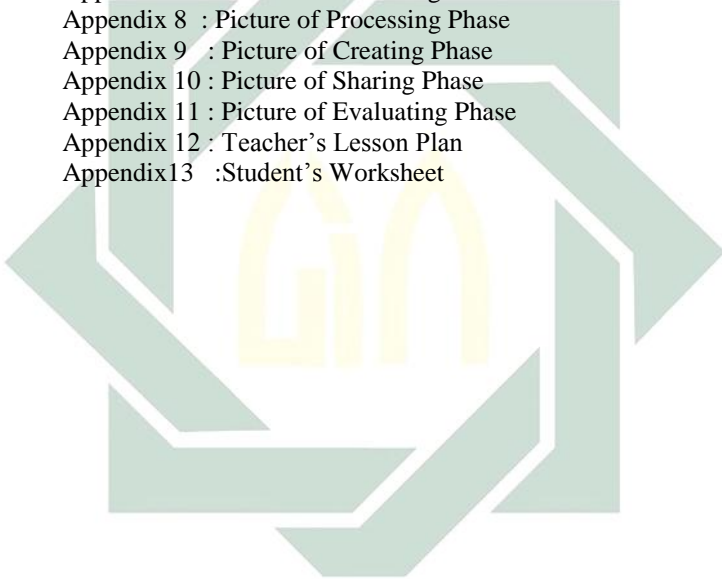 Appendix 8 : Picture of Processing Phase
Appendix 9 : Picture of Creating Phase
Appendix 10 : Picture of Sharing Phase
Appendix 11 : Picture of Evaluating Phase
Appendix 12 : Teacher’s Lesson Plan
Appendix13 :Student’s Worksheet